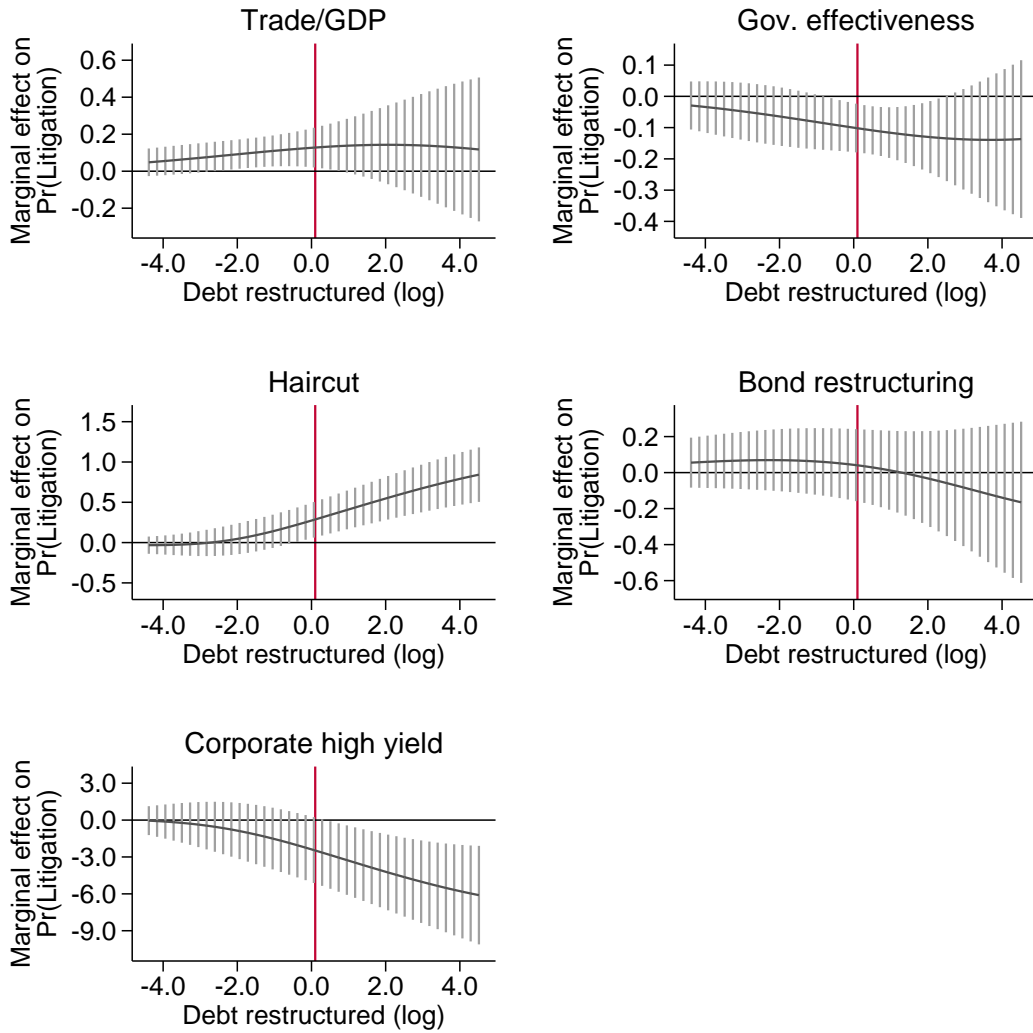 Trade/GDP
Marginal effect on
Pr(Litigation)
0.6
0.4
0.2
0.0
-0.2
-4.0 -2.0 0.0 2.0 4.0
Debt restructured (log)
Gov. effectiveness
Marginal effect on
Pr(Litigation)
0.1
0.0
-0.1
-0.2
-0.3
-0.4
-4.0 -2.0 0.0 2.0 4.0
Debt restructured (log)
Haircut
Marginal effect on
Pr(Litigation)
1.5
1.0
0.5
0.0
-0.5
-4.0 -2.0 0.0 2.0 4.0
Debt restructured (log)
Bond restructuring
Marginal effect on
Pr(Litigation)
0.2
0.0
-0.2
-0.4
-0.6
-4.0 -2.0 0.0 2.0 4.0
Debt restructured (log)
Corporate high yield
Marginal effect on
Pr(Litigation)
3.0
0.0
-3.0
-6.0
-9.0
-4.0 -2.0 0.0 2.0 4.0
Debt restructured (log)